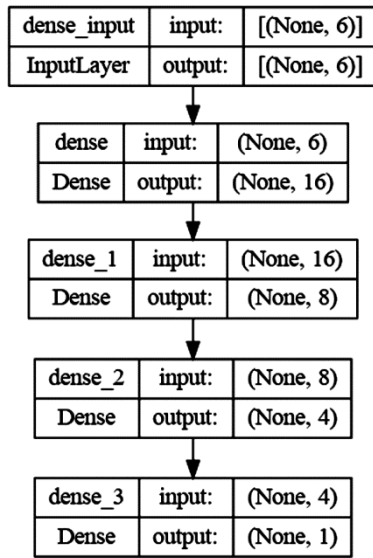 dense_input input: [(None, 6)]
InputLayer output: [(None, 6)]
dense input: (None, 6)
Dense output: (None, 16)
dense_1 input: (None, 16)
Dense output: (None, 8)
dense_2 input: (None, 8)
Dense output: (None, 4)
dense_3 input: (None, 4)
Dense output: (None, 1)